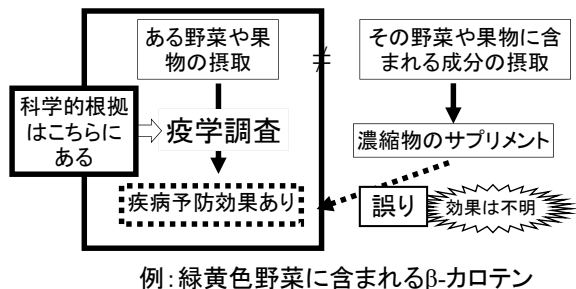 ある野菜や果
物の摂取
≠
その野菜や果物に含
まれる成分の摂取
科学的根拠
はこちらに
ある
疫学調査
濃縮物のサプリメント
疾病予防効果あり
誤り
効果は不明
例：緑黄色野菜に含まれるβ-カロテン